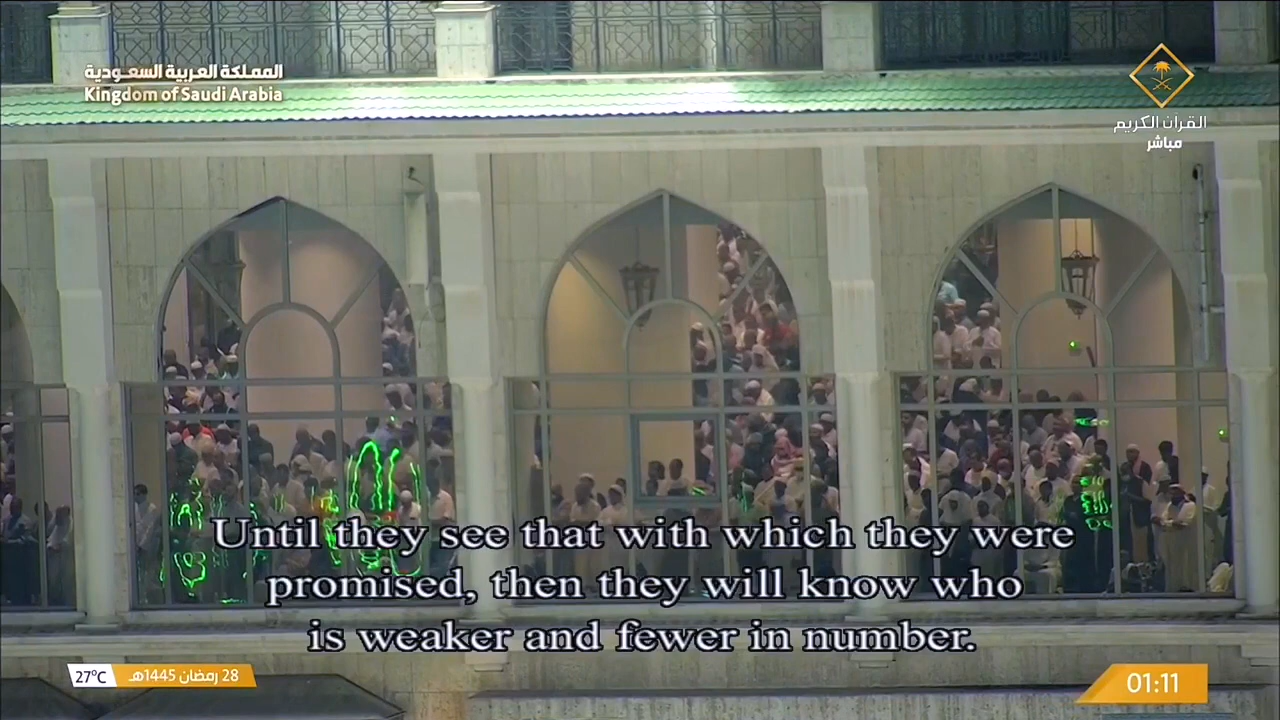 المملكة العربية السعودية
Kingdom of Saudi Arabia
القرآن الكريم
مباشر
Until they see that with which they were
promised, then they will know who
is weaker and fewer in number.
27°C
28 رمضان 1445هـ
01:11